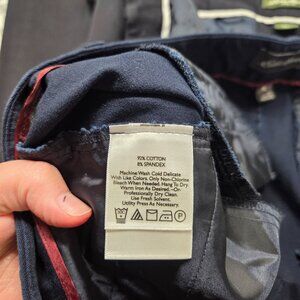 92% COTTON
8% SPANDEX
Machine Wash Cold Delicate
With Like Colors. Only Non-Chlorine
Bleach When Needed. Hang To Dry.
Warm Iron As Desired. -Or-
Professionally Dry Clean.
Use Fresh Solvent.
Utility Press As Necessary.
P